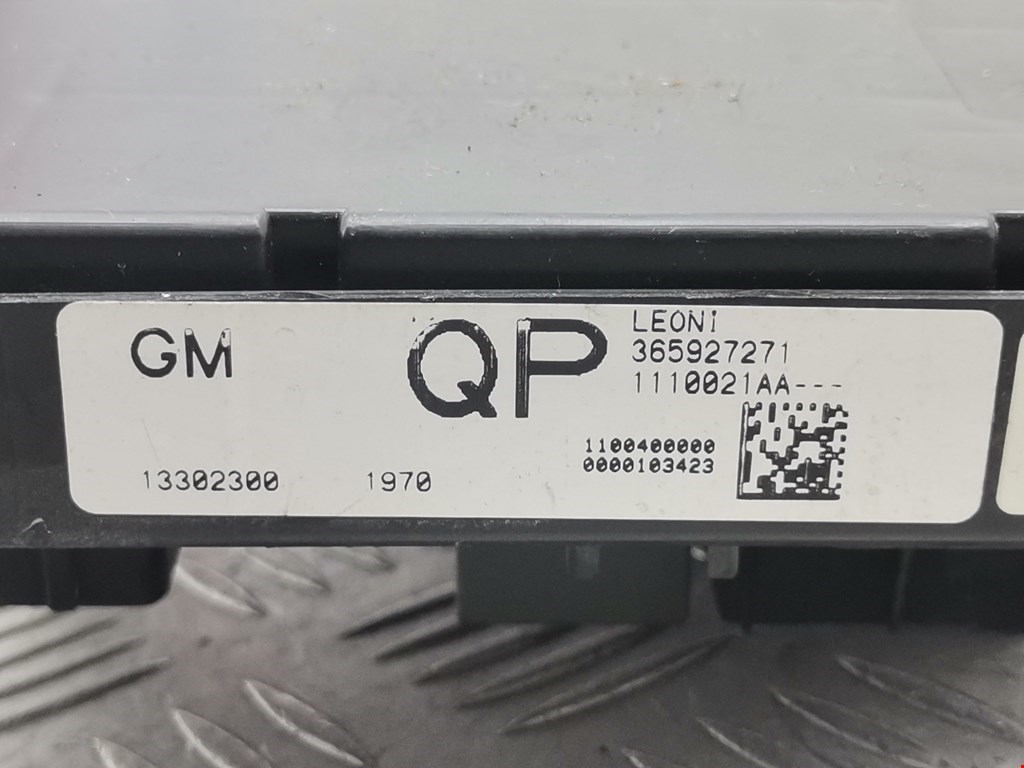 GM
QP
LEONI
365927271
1110021AA---
1100400000
0000103423
13302300
1970